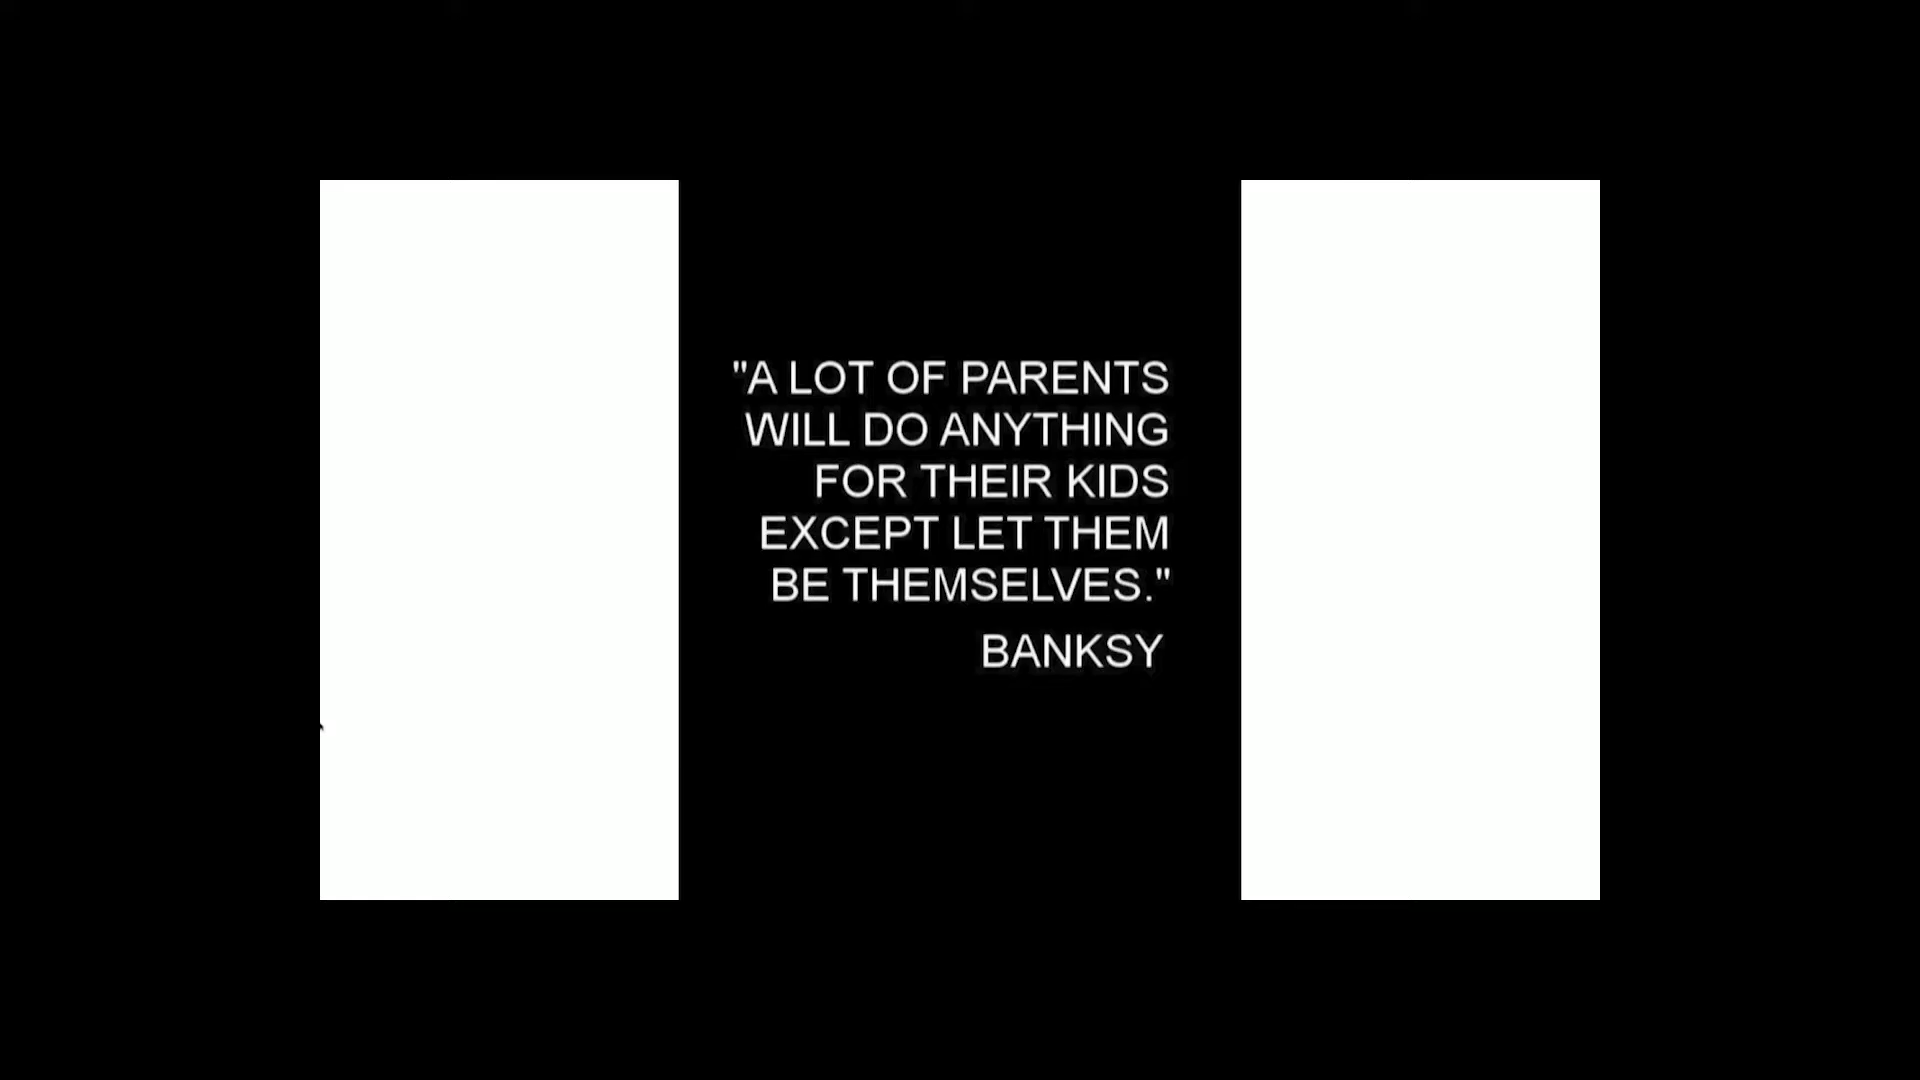 "A LOT OF PARENTS
WILL DO ANYTHING
FOR THEIR KIDS
EXCEPT LET THEM
BE THEMSELVES."
BANKSY